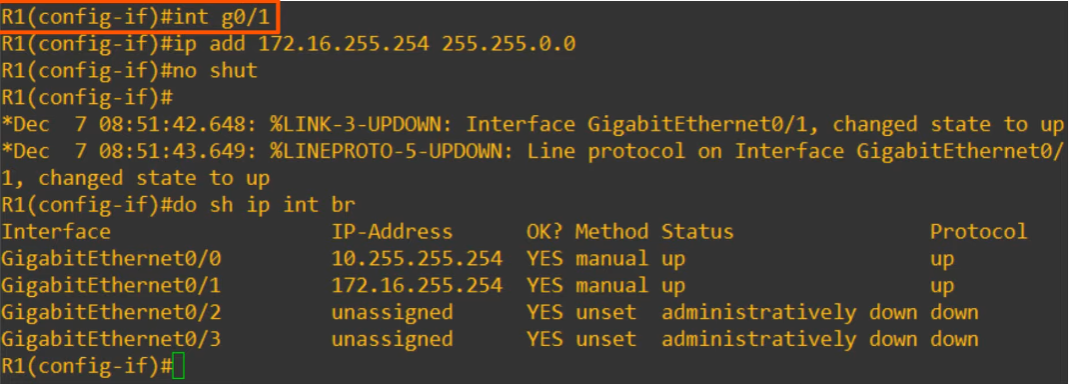 R1(config-if)#int g0/1
R1(config-if)#ip add 172.16.255.254 255.255.0.0
R1(config-if)#no shut
R1(config-if)#
*Dec  7 08:51:42.648: %LINK-3-UPDOWN: Interface GigabitEthernet0/1, changed state to up
*Dec  7 08:51:43.649: %LINEPROTO-5-UPDOWN: Line protocol on Interface GigabitEthernet0/
1, changed state to up
R1(config-if)#do sh ip int br
Interface                  IP-Address      OK? Method Status                Protocol
GigabitEthernet0/0         10.255.255.254  YES manual up                    up
GigabitEthernet0/1         172.16.255.254  YES manual up                    up
GigabitEthernet0/2         unassigned      YES unset  administratively down down
GigabitEthernet0/3         unassigned      YES unset  administratively down down
R1(config-if)#